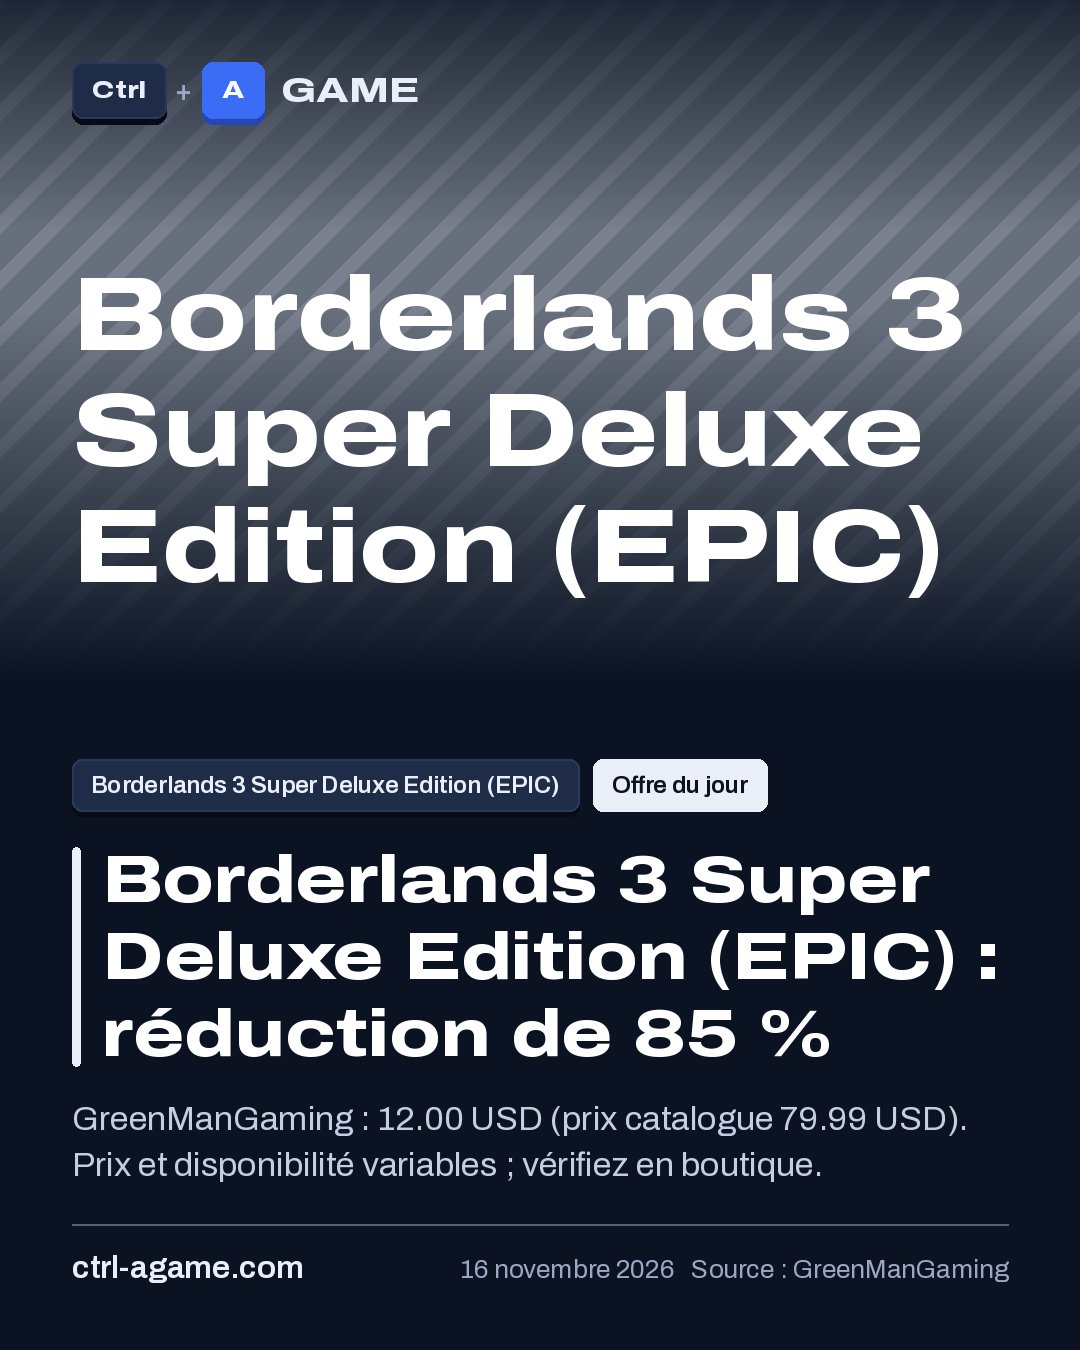 Ctrl + A GAME
Borderlands 3
Super Deluxe
Edition (EPIC)
Borderlands 3 Super Deluxe Edition (EPIC) Offre du jour
Borderlands 3 Super
Deluxe Edition (EPIC) :
réduction de 85 %
GreenManGaming : 12.00 USD (prix catalogue 79.99 USD).
Prix et disponibilité variables ; vérifiez en boutique.
ctrl-agame.com 16 novembre 2026 Source : GreenManGaming